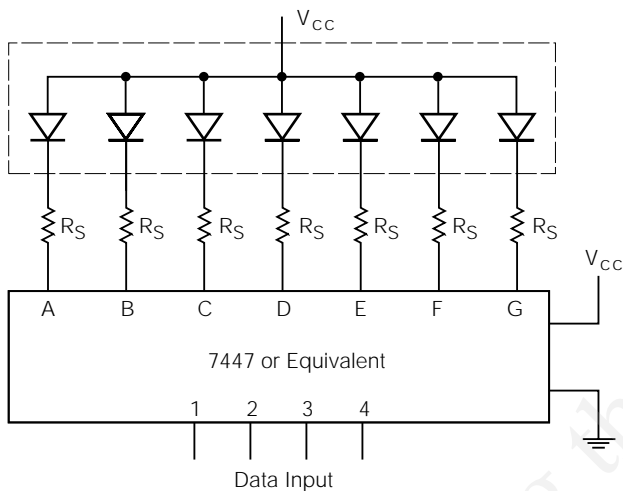 VCC
RS RS RS RS RS RS RS
VCC
A B C D E F G
7447 or Equivalent
1 2 3 4
Data Input